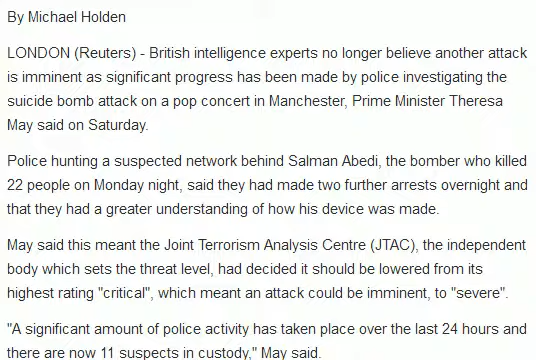 By Michael Holden
LONDON (Reuters) - British intelligence experts no longer believe another attack
is imminent as significant progress has been made by police investigating the
suicide bomb attack on a pop concert in Manchester, Prime Minister Theresa
May said on Saturday.
Police hunting a suspected network behind Salman Abedi, the bomber who killed
22 people on Monday night, said they had made two further arrests overnight and
that they had a greater understanding of how his device was made.
May said this meant the Joint Terrorism Analysis Centre (JTAC), the independent
body which sets the threat level, had decided it should be lowered from its
highest rating "critical", which meant an attack could be imminent, to "severe".
"A significant amount of police activity has taken place over the last 24 hours and
there are now 11 suspects in custody," May said.